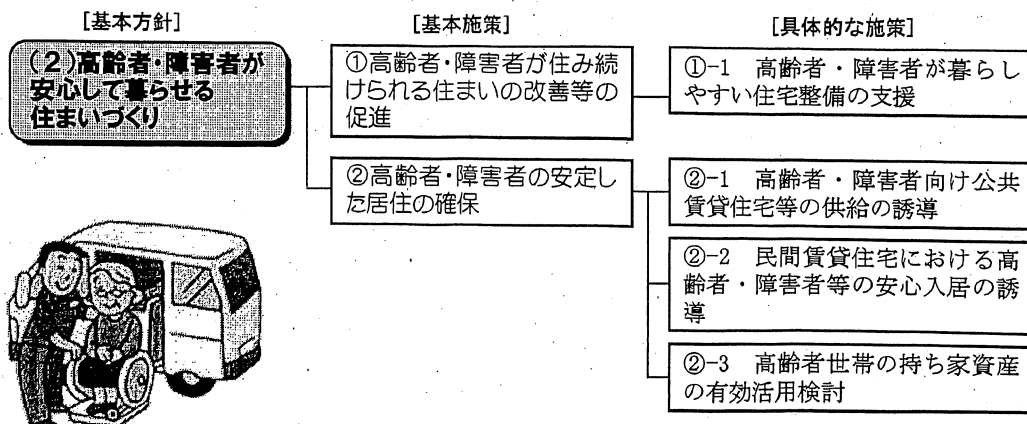 [基本方針]
[基本施策]
[具体的な施策]
(2)高齢者・障害者が
安心して暮らせる
住まいづくり
①高齢者・障害者が住み続
けられる住まいの改善等の
促進
①-1 高齢者・障害者が暮らし
やすい住宅整備の支援
②高齢者・障害者の安定し
た居住の確保
②-1 高齢者・障害者向け公共
賃貸住宅等の供給の誘導
②-2 民間賃貸住宅における高
齢者・障害者等の安心入居の誘
導
②-3 高齢者世帯の持ち家資産
の有効活用検討